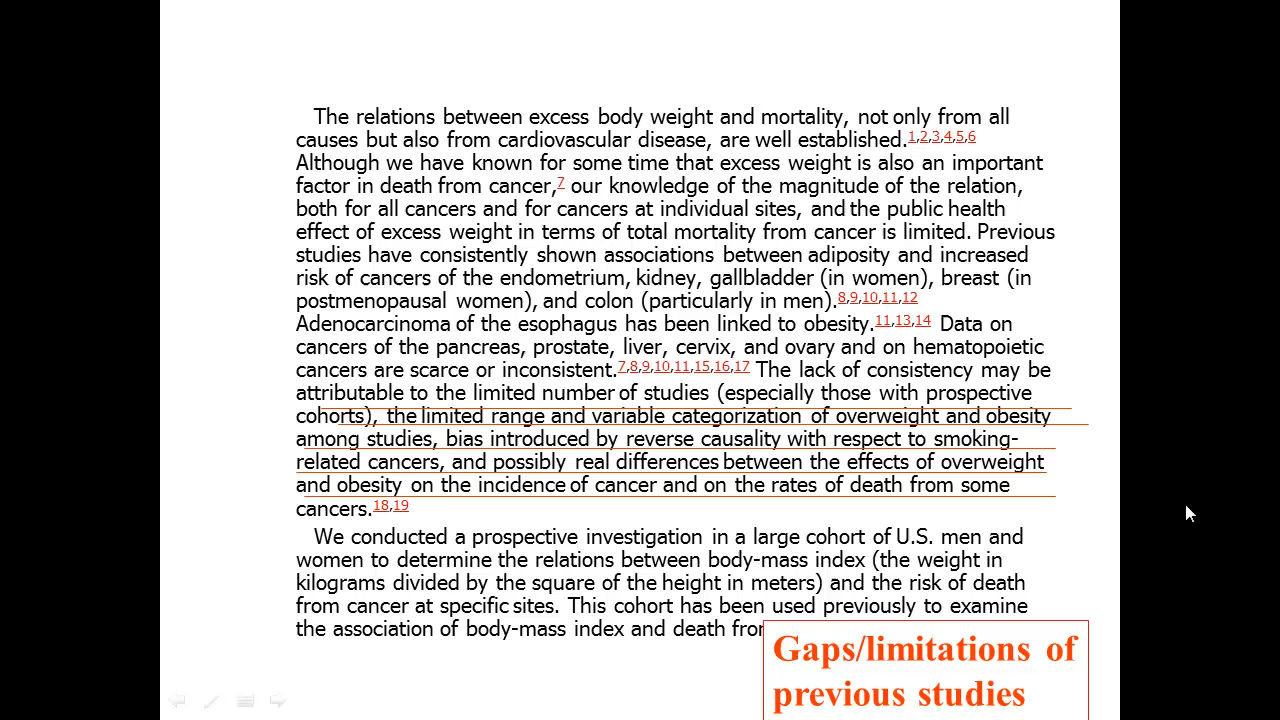 The relations between excess body weight and mortality, not only from all
causes but also from cardiovascular disease, are well established.1,2,3,4,5,6
Although we have known for some time that excess weight is also an important
factor in death from cancer,7 our knowledge of the magnitude of the relation,
both for all cancers and for cancers at individual sites, and the public health
effect of excess weight in terms of total mortality from cancer is limited. Previous
studies have consistently shown associations between adiposity and increased
risk of cancers of the endometrium, kidney, gallbladder (in women), breast (in
postmenopausal women), and colon (particularly in men).8,9,10,11,12
Adenocarcinoma of the esophagus has been linked to obesity.11,13,14 Data on
cancers of the pancreas, prostate, liver, cervix, and ovary and on hematopoietic
cancers are scarce or inconsistent.7,8,9,10,11,15,16,17 The lack of consistency may be
attributable to the limited number of studies (especially those with prospective
cohorts), the limited range and variable categorization of overweight and obesity
among studies, bias introduced by reverse causality with respect to smoking-
related cancers, and possibly real differences between the effects of overweight
and obesity on the incidence of cancer and on the rates of death from some
cancers.18,19
We conducted a prospective investigation in a large cohort of U.S. men and
women to determine the relations between body-mass index (the weight in
kilograms divided by the square of the height in meters) and the risk of death
from cancer at specific sites. This cohort has been used previously to examine
the association of body-mass index and death
Gaps/limitations of
previous studies